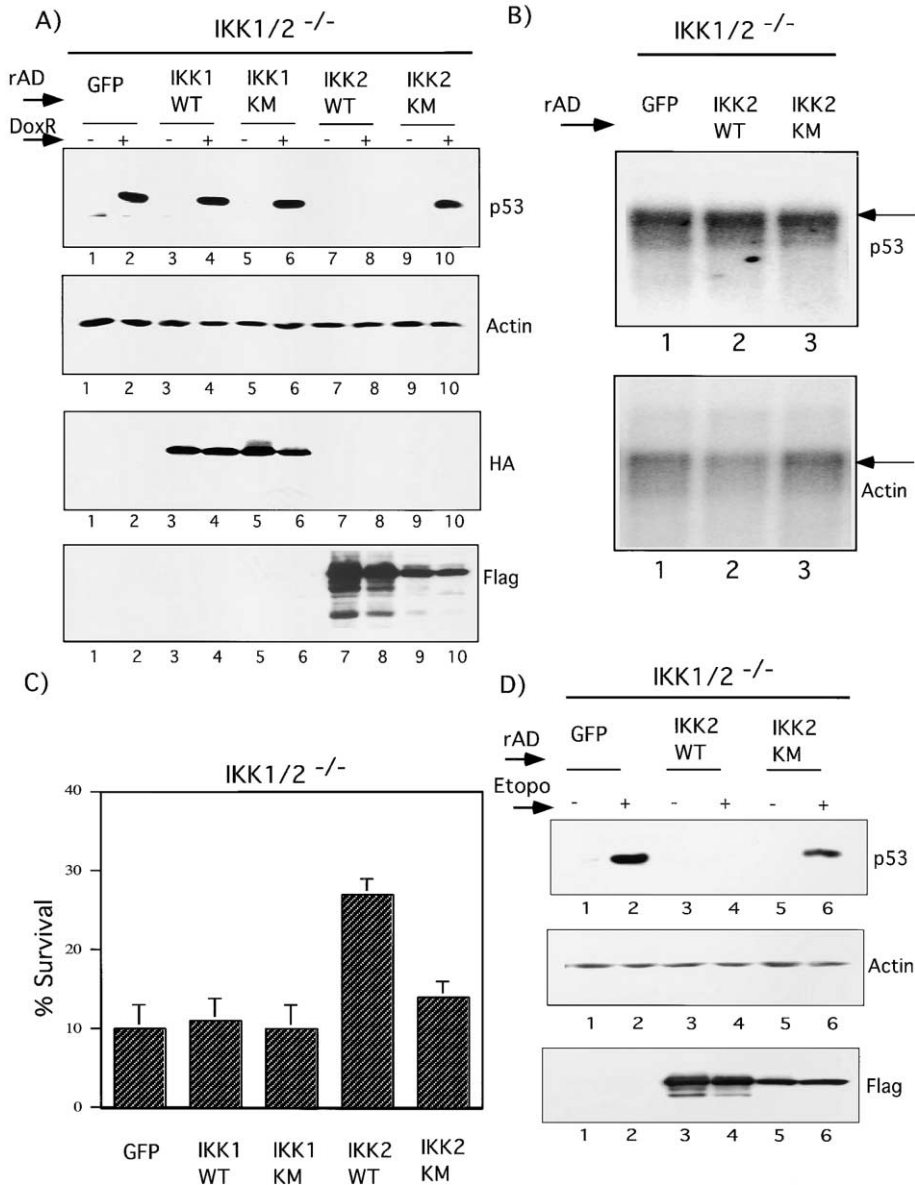 A)
IKK1/2 -/-
rAD
GFP IKK1 WT IKK1 KM IKK2 WT IKK2 KM
DoxR
- + - + - + - + - +
p53
1 2 3 4 5 6 7 8 9 10
Actin
1 2 3 4 5 6 7 8 9 10
HA
1 2 3 4 5 6 7 8 9 10
Flag
1 2 3 4 5 6 7 8 9 10
B)
IKK1/2 -/-
rAD
GFP IKK2 WT IKK2 KM
p53
1 2 3
Actin
1 2 3
C)
IKK1/2 -/-
% Survival
40
30
20
10
0
GFP IKK1 WT IKK1 KM IKK2 WT IKK2 KM
D)
IKK1/2 -/-
rAD
GFP IKK2 WT IKK2 KM
Etopo
- + - + - +
p53
1 2 3 4 5 6
Actin
1 2 3 4 5 6
Flag
1 2 3 4 5 6